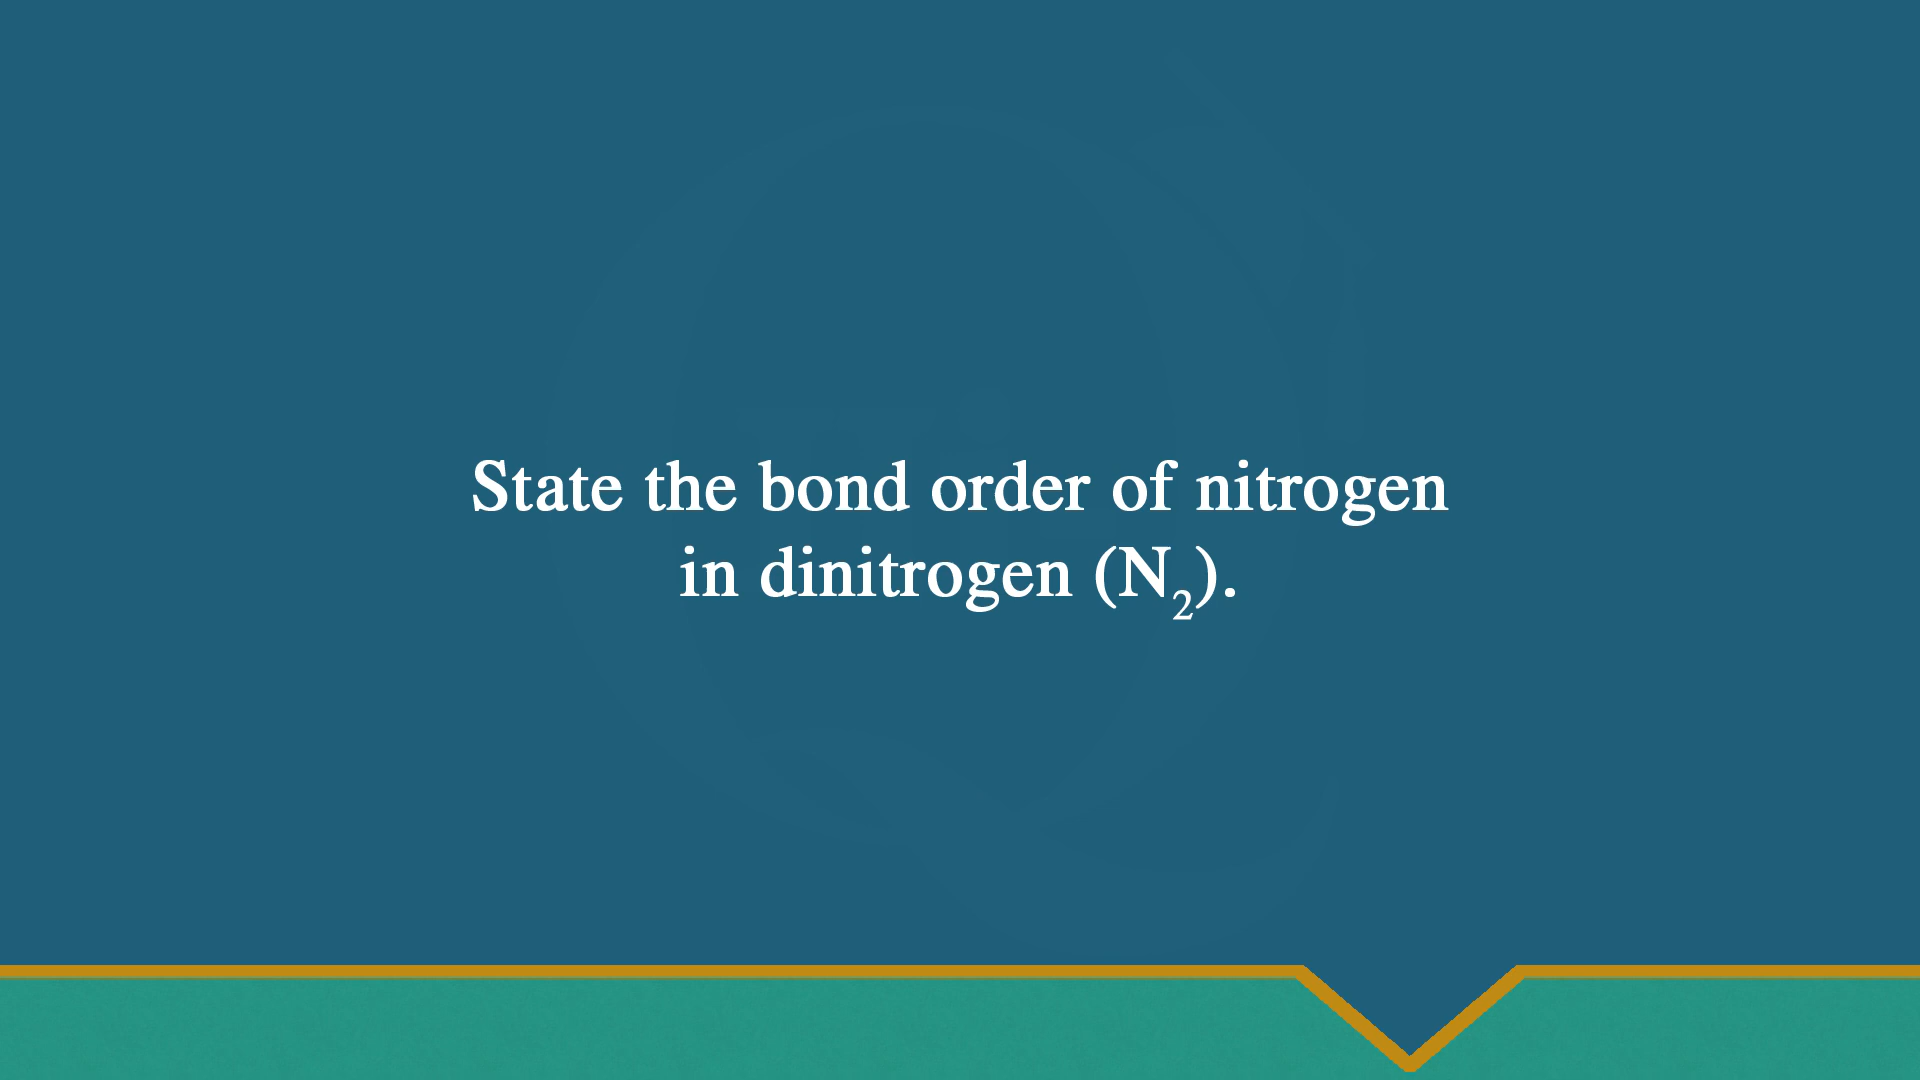 State the bond order of nitrogen
in dinitrogen (N₂).